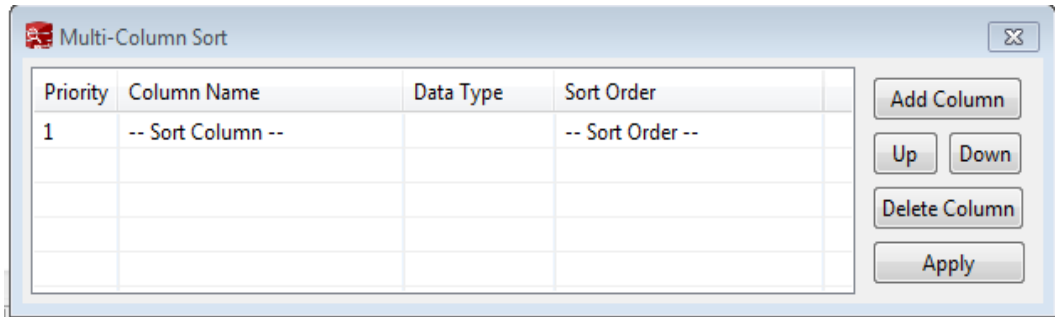 Multi-Column Sort
Priority Column Name Data Type Sort Order
1 -- Sort Column -- -- Sort Order --
Add Column
Up Down
Delete Column
Apply